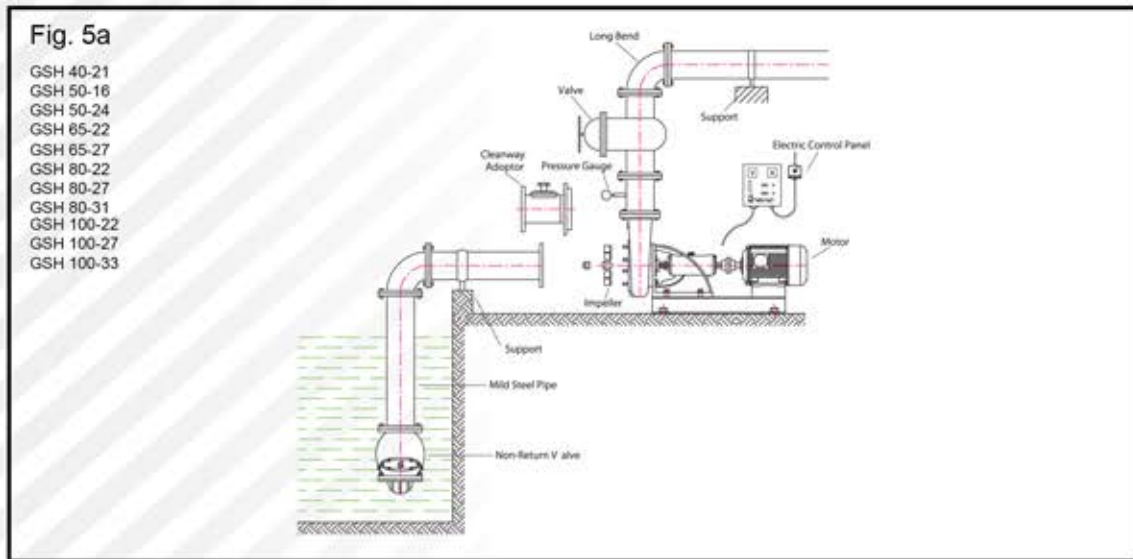 Fig. 5a
GSH 40-21
GSH 50-16
GSH 50-24
GSH 65-22
GSH 65-27
GSH 80-22
GSH 80-27
GSH 80-31
GSH 100-22
GSH 100-27
GSH 100-33
Long Bend
Valve
Support
Cleanway
Adoptor
Pressure Gauge
Electric Control Panel
Motor
Impeller
Support
Mild Steel Pipe
Non-Return V alve